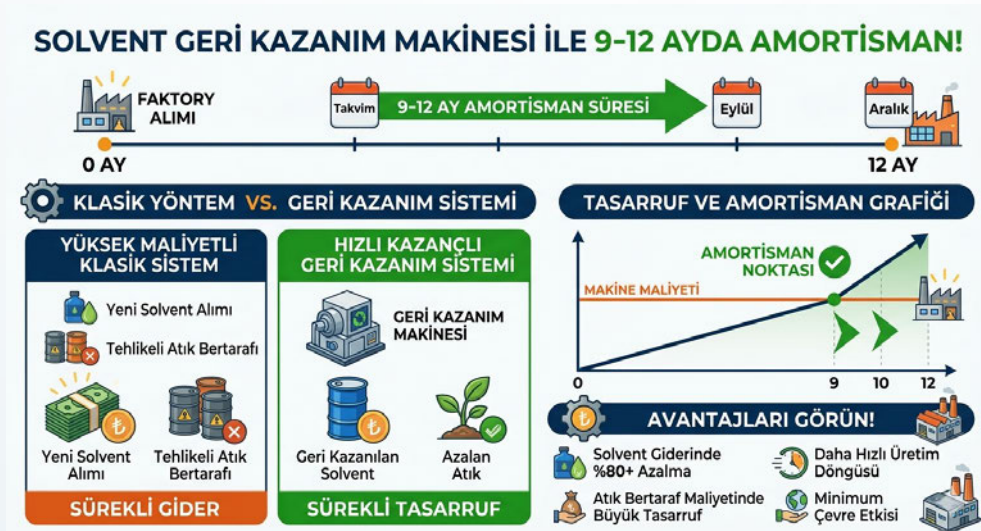 SOLVENT GERİ KAZANIM MAKİNESİ İLE 9-12 AYDA AMORTİSMAN!
FAKTORY
ALIMI
Takvim
9-12 AY AMORTİSMAN SÜRESİ
Eylül
Aralık
0 AY
12 AY
KLASİK YÖNTEM VS. GERİ KAZANIM SİSTEMİ
YÜKSEK MALİYETLİ
KLASİK SİSTEM
Yeni Solvent Alımı
Tehlikeli Atık Bertarafı
₺
Yeni Solvent
Alımı
Tehlikeli Atık
Bertarafı
SÜREKLİ GİDER
HIZLI KAZANÇLI
GERİ KAZANIM SİSTEMİ
GERİ KAZANIM
MAKİNESİ
₺
Geri Kazanılan
Solvent
Azalan
Atık
SÜREKLİ TASARRUF
TASARRUF VE AMORTİSMAN GRAFİĞİ
AMORTİSMAN
NOKTASI
MAKİNE MALİYETİ
0
9
10
12
₺
AVANTAJLARI GÖRÜN!
Solvent Giderinde
%80+ Azalma
Daha Hızlı Üretim
Döngüsü
Atık Bertaraf Maliyetinde
Büyük Tasarruf
Minimum
Çevre Etkisi